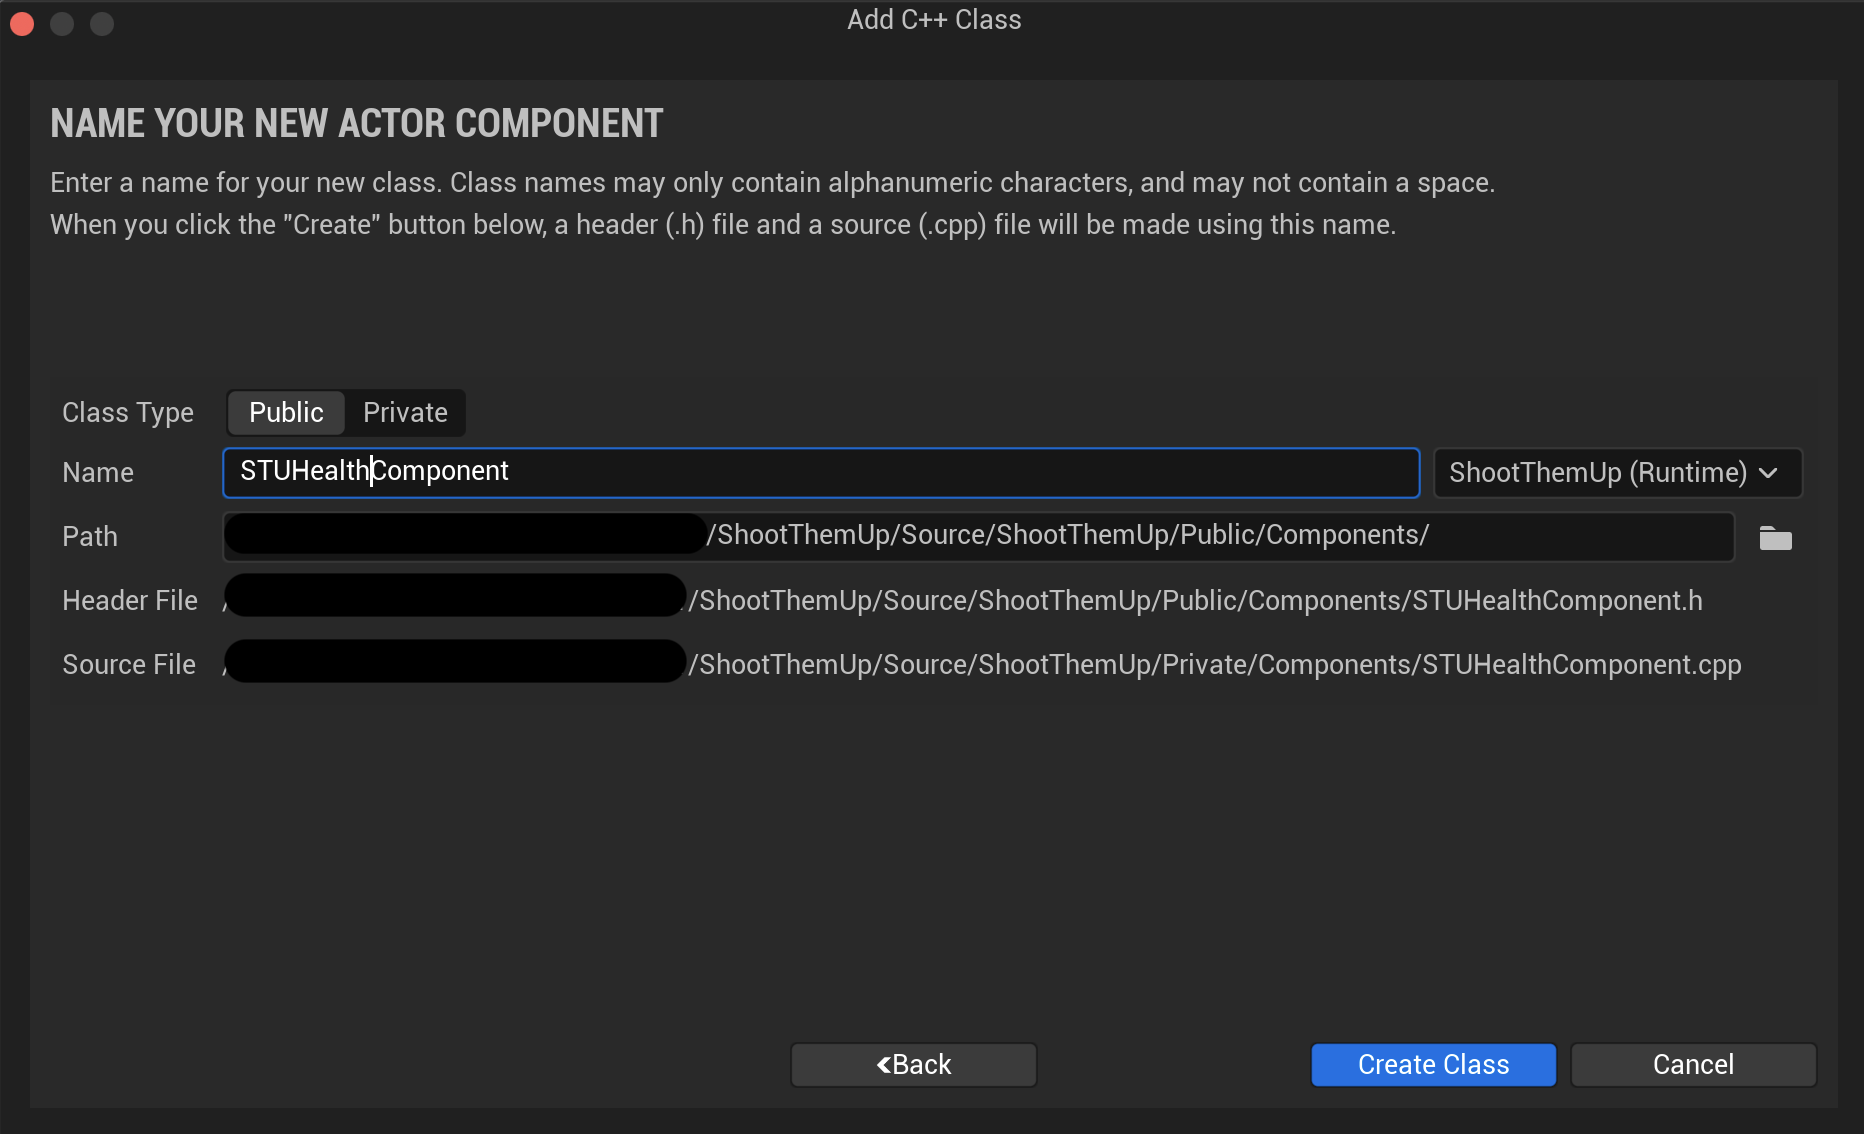 Add C++ Class
NAME YOUR NEW ACTOR COMPONENT
Enter a name for your new class. Class names may only contain alphanumeric characters, and may not contain a space.
When you click the "Create" button below, a header (.h) file and a source (.cpp) file will be made using this name.
Class Type Public Private
Name STUHealthComponent ShootThemUp (Runtime)
Path /ShootThemUp/Source/ShootThemUp/Public/Components/
Header File /ShootThemUp/Source/ShootThemUp/Public/Components/STUHealthComponent.h
Source File /ShootThemUp/Source/ShootThemUp/Private/Components/STUHealthComponent.cpp
Back Create Class Cancel